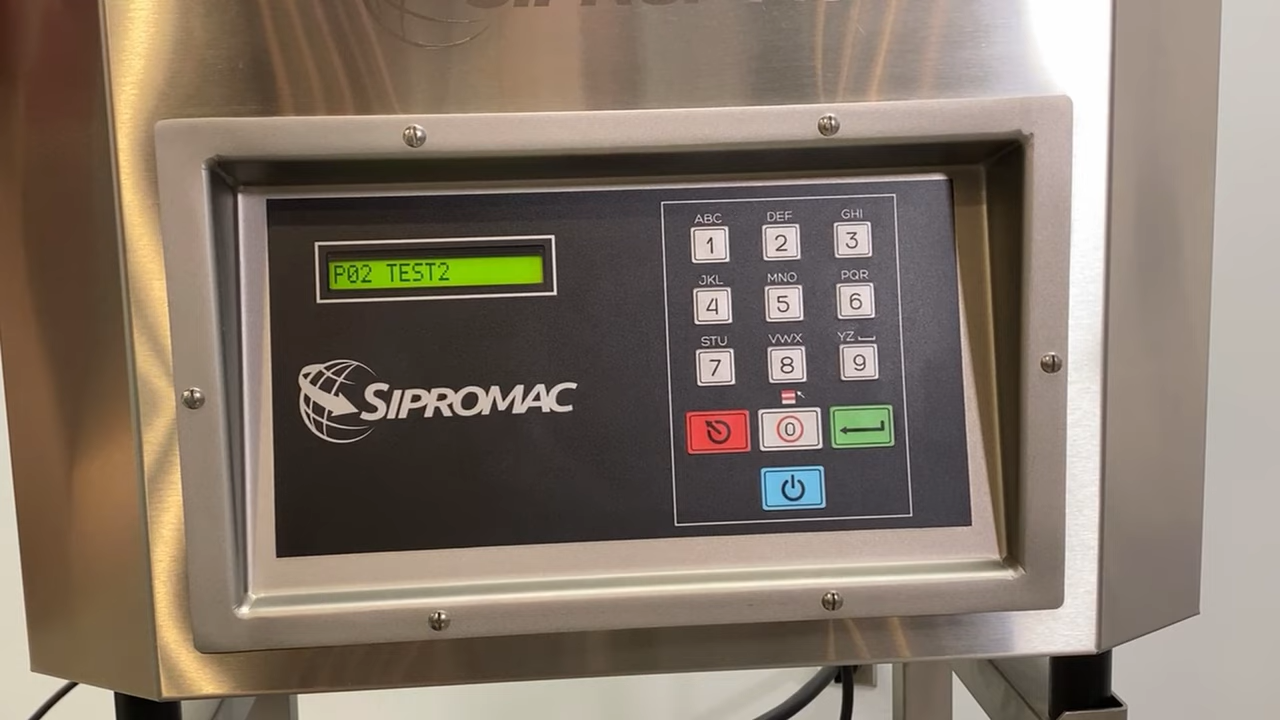 SIPROMAC
P02 TEST2
SIPROMAC
ABC DEF GHI
1 2 3
JKL MNO PQR
4 5 6
STU VWX YZ
7 8 9
0